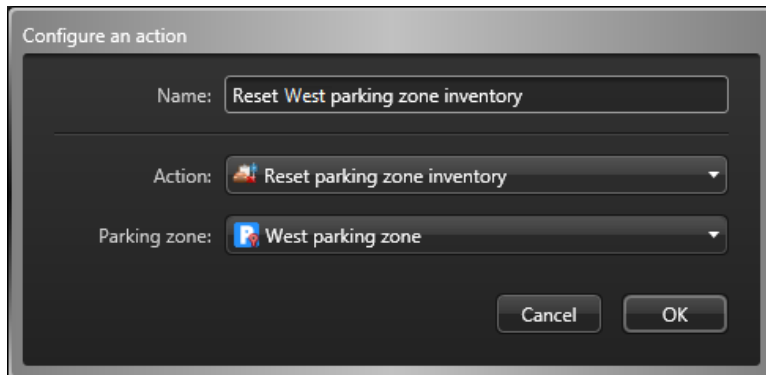 Configure an action
Name: Reset West parking zone inventory
Action: Reset parking zone inventory
Parking zone: West parking zone
Cancel OK